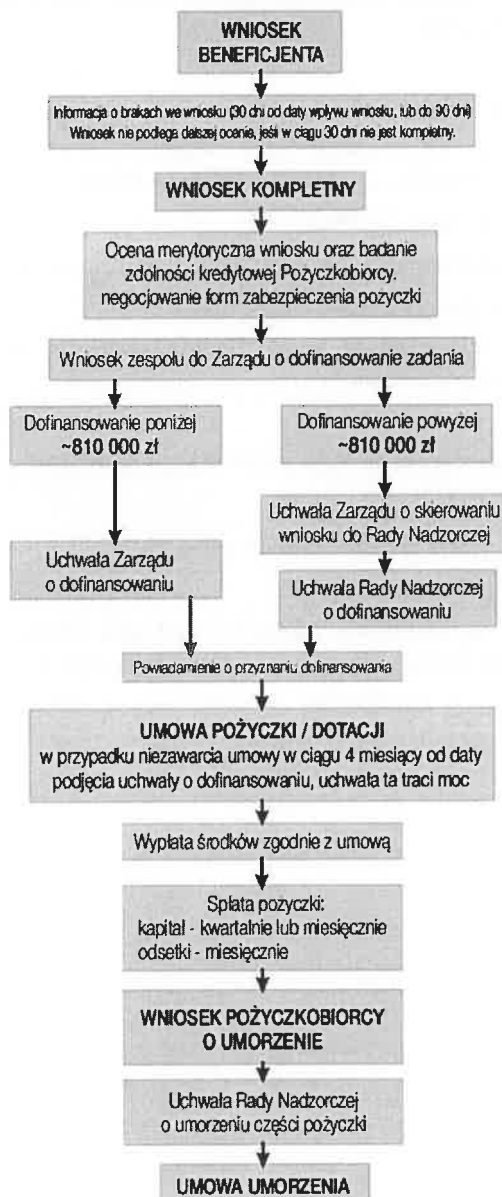 WNIOSEK
BENEFICJENTA
Informacja o brakach we wniosku (30 dni od daty wpływu wniosku, lub do 90 dni)
Wniosek nie podlega dalszej ocenie, jeśli w ciągu 30 dni nie jest kompletny.
WNIOSEK KOMPLETNY
Ocena merytoryczna wniosku oraz badanie
zdolności kredytowej Pożyczkobiorcy.
negocjowanie form zabezpieczenia pożyczki
Wniosek zespołu do Zarządu o dofinansowanie zadania
Dofinansowanie poniżej
~810 000 zł
Dofinansowanie powyżej
~810 000 zł
Uchwała Zarządu o skierowaniu
wniosku do Rady Nadzorczej
Uchwała Zarządu
o dofinansowaniu
Uchwała Rady Nadzorczej
o dofinansowaniu
Powiadamienie o przyznaniu dofinansowania
UMOWA POŻYCZKI / DOTACJI
w przypadku niezawarcia umowy w ciągu 4 miesięcy od daty
podjęcia uchwały o dofinansowaniu, uchwała ta traci moc
Wypłata środków zgodnie z umową
Spłata pożyczki:
kapitał - kwartalnie lub miesięcznie
odsetki - miesięcznie
WNIOSEK POŻYCZKOBIORCY
O UMORZENIE
Uchwała Rady Nadzorczej
o umorzeniu części pożyczki
UMOWA UMORZENIA